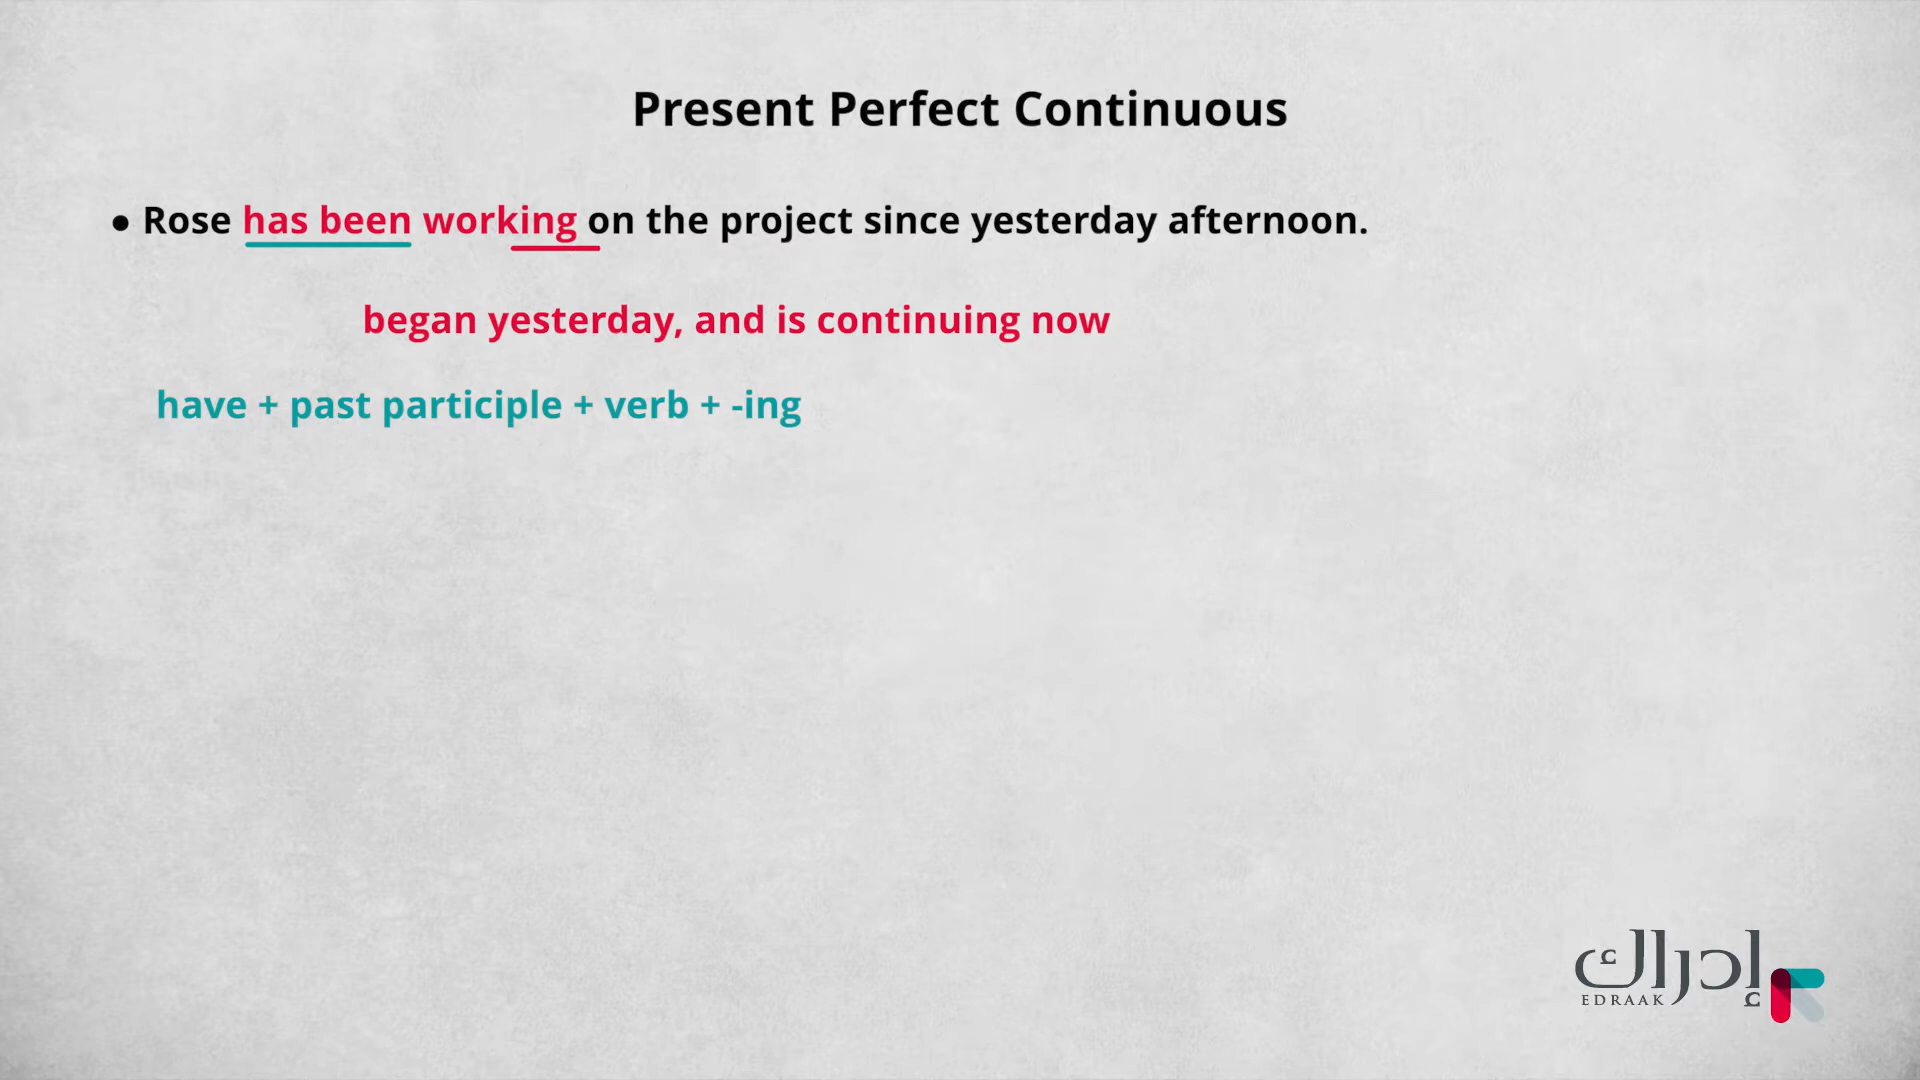 Present Perfect Continuous
• Rose has been working on the project since yesterday afternoon.
began yesterday, and is continuing now
have + past participle + verb + -ing
إدراك
EDRAAK